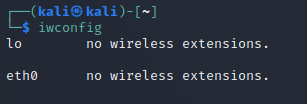 ┌──(kali㉿kali)-[~]
└─$ iwconfig
lo        no wireless extensions.

eth0      no wireless extensions.